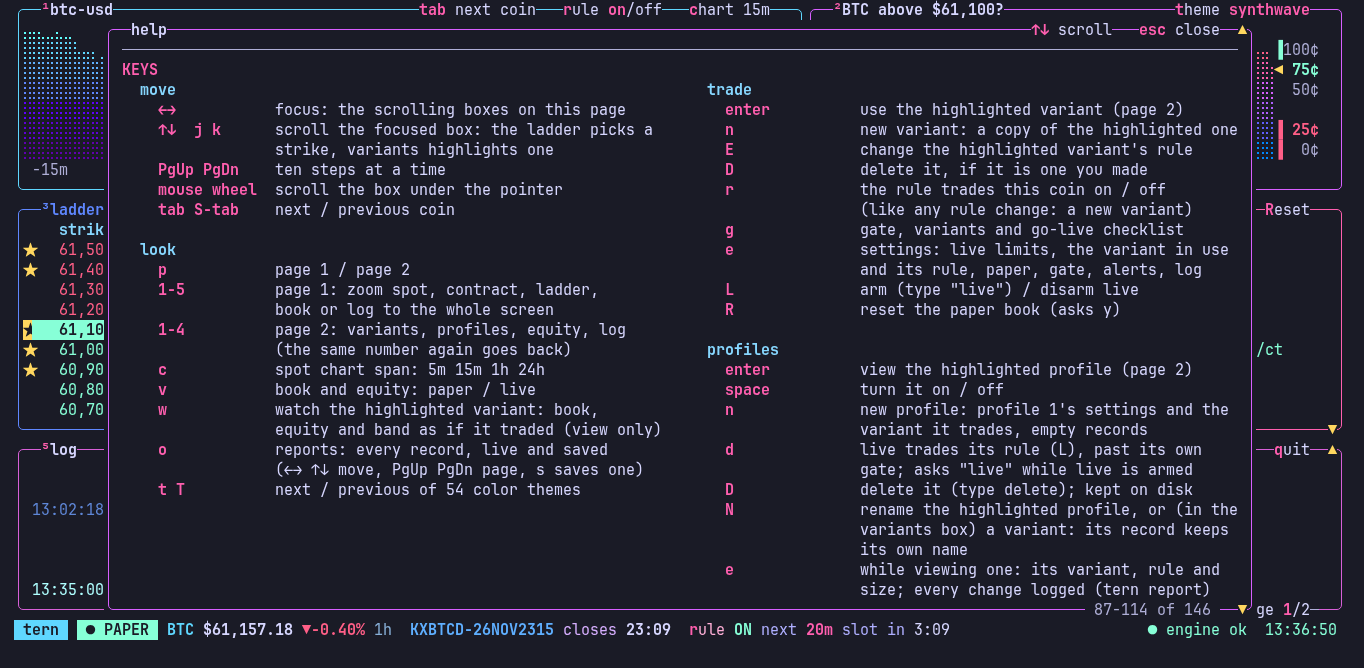 ¹btc-usd tab next coin rule on/off chart 15m ²BTC above $61,100? theme synthwave
help ↑↓ scroll esc close ▲
100¢
KEYS
75¢
move trade
50¢
↔ focus: the scrolling boxes on this page enter use the highlighted variant (page 2)
↑↓ j k scroll the focused box: the ladder picks a n new variant: a copy of the highlighted one
25¢
strike, variants highlights one E change the highlighted variant's rule
0¢
-15m PgUp PgDn ten steps at a time D delete it, if it is one you made
mouse wheel scroll the box under the pointer r the rule trades this coin on / off
³ladder tab S-tab next / previous coin (like any rule change: a new variant) Reset
strik g gate, variants and go-live checklist
61,50 look e settings: live limits, the variant in use
61,40 p page 1 / page 2 and its rule, paper, gate, alerts, log
61,30 1-5 page 1: zoom spot, contract, ladder, L arm (type "live") / disarm live
61,20 book or log to the whole screen R reset the paper book (asks y)
61,10 1-4 page 2: variants, profiles, equity, log
61,00 (the same number again goes back) profiles /ct
60,90 c spot chart span: 5m 15m 1h 24h enter view the highlighted profile (page 2)
60,80 v book and equity: paper / live space turn it on / off
60,70 w watch the highlighted variant: book, n new profile: profile 1's settings and the
equity and band as if it traded (view only) variant it trades, empty records
⁵log o reports: every record, live and saved d live trades its rule (L), past its own quit
(↔ ↑↓ move, PgUp PgDn page, s saves one) gate; asks "live" while live is armed
t T next / previous of 54 color themes D delete it (type delete); kept on disk
13:02:18 N rename the highlighted profile, or (in the
variants box) a variant: its record keeps
its own name
e while viewing one: its variant, rule and
13:35:00 size; every change logged (tern report)
87-114 of 146 ge 1/2
tern ● PAPER BTC $61,157.18 ▼-0.40% 1h KXBTCD-26NOV2315 closes 23:09 rule ON next 20m slot in 3:09 ● engine ok 13:36:50